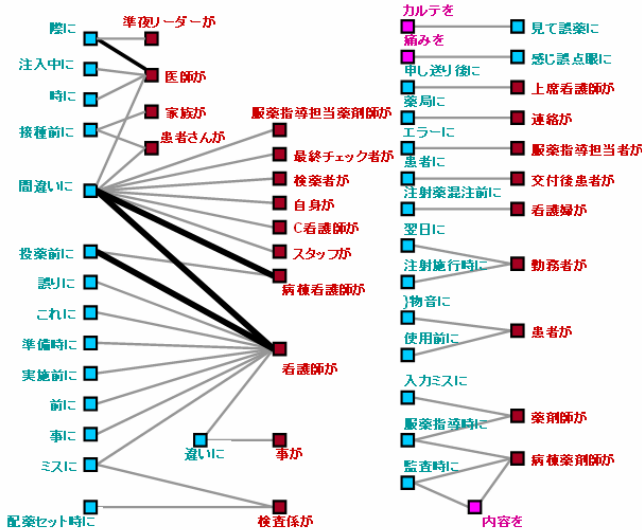 際に
準夜リーダーが
注入中に
医師が
時に
家族が
接種前に
患者さんが
服薬指導担当薬剤師が
最終チェック者が
間違いに
検薬者が
自身が
C看護師が
スタッフが
投薬前に
病棟看護師が
誤りに
これに
準備時に
看護師が
実施前に
前に
事に
違いに
事が
ミスに
配薬セット時に
検査係が
カルテを
見て誤薬に
痛みを
感じ誤点眼に
申し送り後に
上席看護師が
薬局に
連絡が
エラーに
服薬指導担当者が
患者に
交付後患者が
注射薬混注前に
看護婦が
翌日に
注射施行時に
勤務者が
}物音に
使用前に
患者が
入力ミスに
薬剤師が
服薬指導時に
病棟薬剤師が
監査時に
内容を